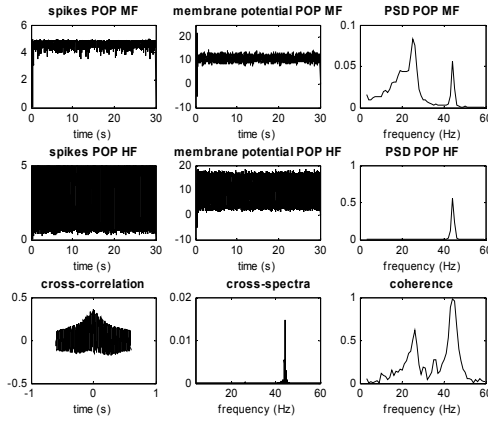 spikes POP MF
membrane potential POP MF
PSD POP MF
6
4
2
0
0 10 20 30
time (s)
20
10
0
-10
0 10 20 30
time (s)
0.1
0.05
0
0 20 40 60
frequency (Hz)
spikes POP HF
membrane potential POP HF
PSD POP HF
5
0
0 10 20 30
time (s)
20
10
0
-10
0 10 20 30
time (s)
1
0.5
0
0 20 40 60
frequency (Hz)
cross-correlation
cross-spectra
coherence
0.5
0
-0.5
-1 0 1
time (s)
0.02
0.01
0
0 20 40 60
frequency (Hz)
1
0.5
0
0 20 40 60
frequency (Hz)